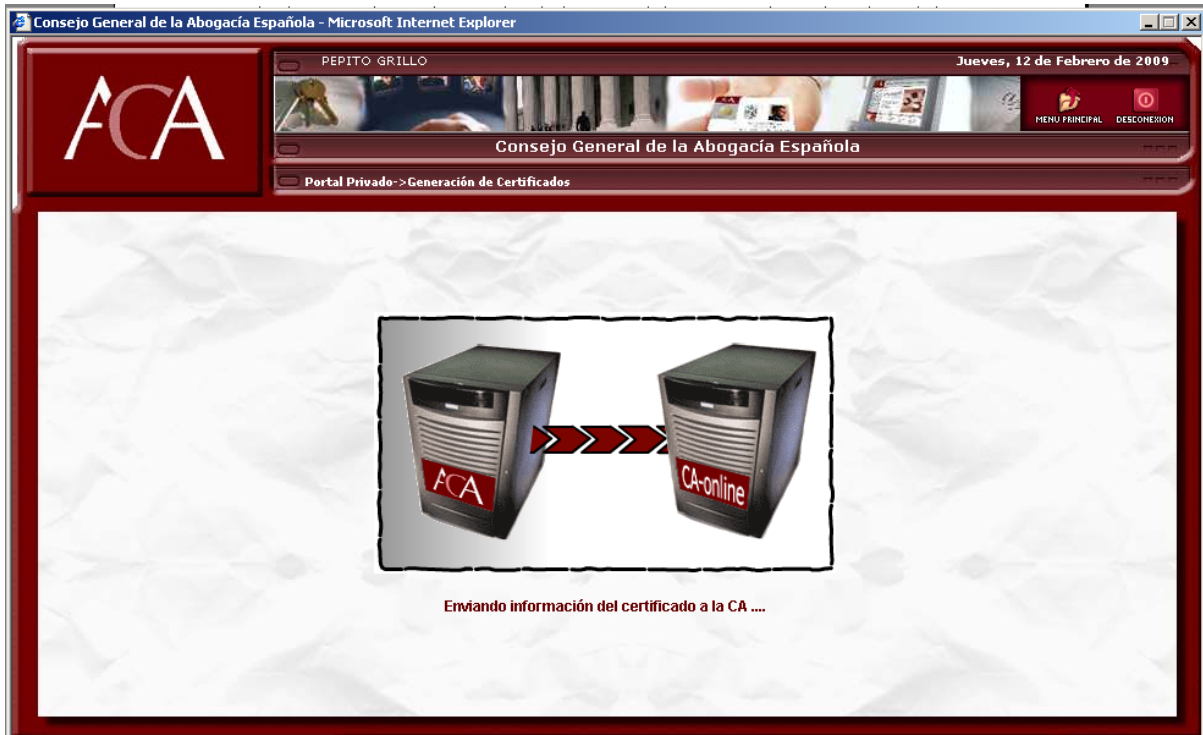 Consejo General de la Abogacía Española - Microsoft Internet Explorer
ACA
PEPITO GRILLO
Jueves, 12 de Febrero de 2009
MENU PRINCIPAL
DESCONEXION
Consejo General de la Abogacía Española
Portal Privado->Generación de Certificados
ACA
CA-online
Enviando información del certificado a la CA ....